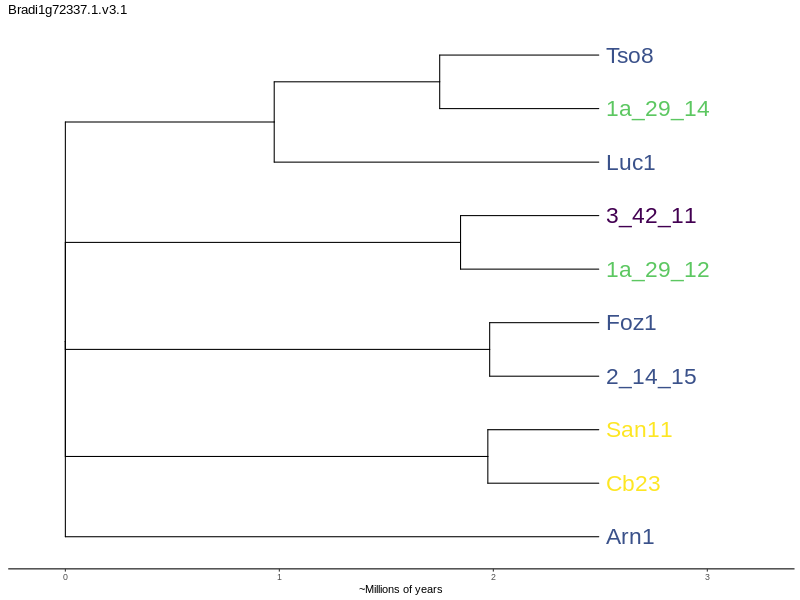 Bradi1g72337.1.v3.1
Tso8
1a_29_14
Luc1
3_42_11
1a_29_12
Foz1
2_14_15
San11
Cb23
Arn1
0 1 2 3
~Millions of years